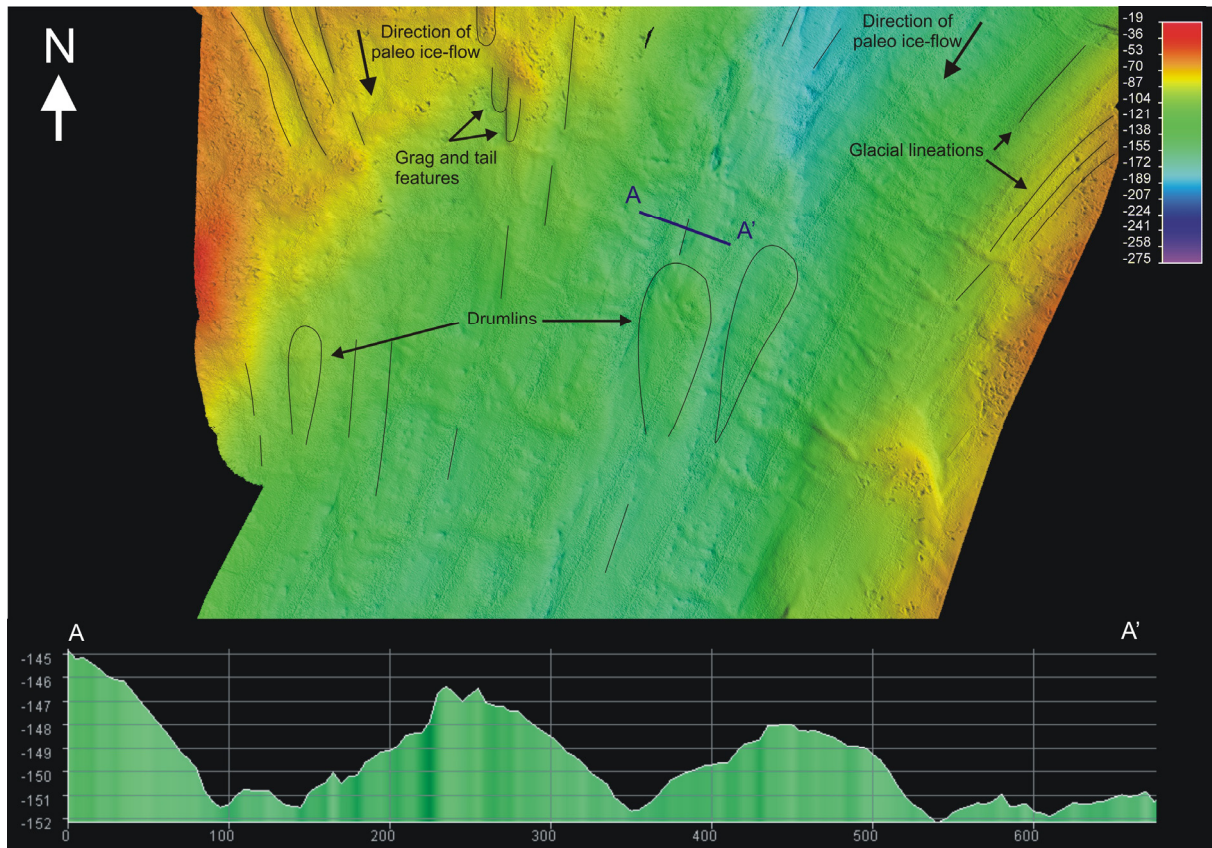 N
Direction of
paleo ice-flow
Direction of
paleo ice-flow
Grag and tail
features
Glacial lineations
A
A'
Drumlins
-19
-36
-53
-70
-87
-104
-121
-138
-155
-172
-189
-207
-224
-241
-258
-275
A
A'
-145
-146
-147
-148
-149
-150
-151
-152
0
100
200
300
400
500
600